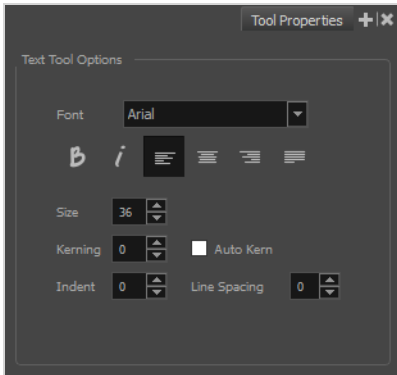 Tool Properties
Text Tool Options
Font Arial
B i
Size 36
Kerning 0 Auto Kern
Indent 0 Line Spacing 0